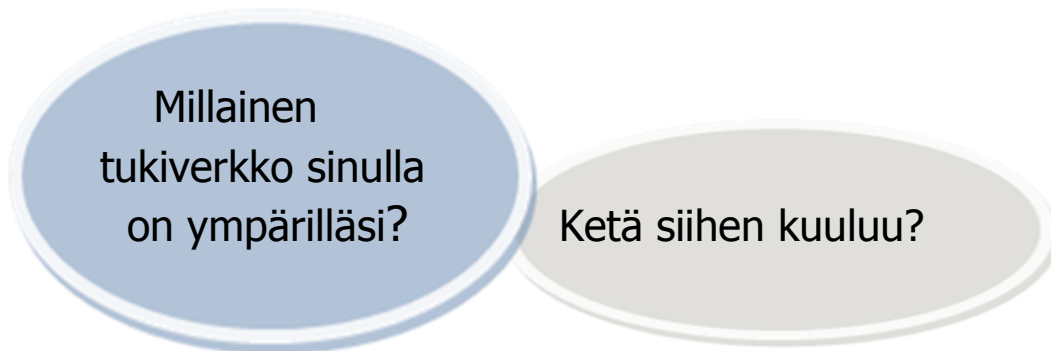 Millainen
tukiverkko sinulla
on ympärilläsi?
Ketä siihen kuuluu?